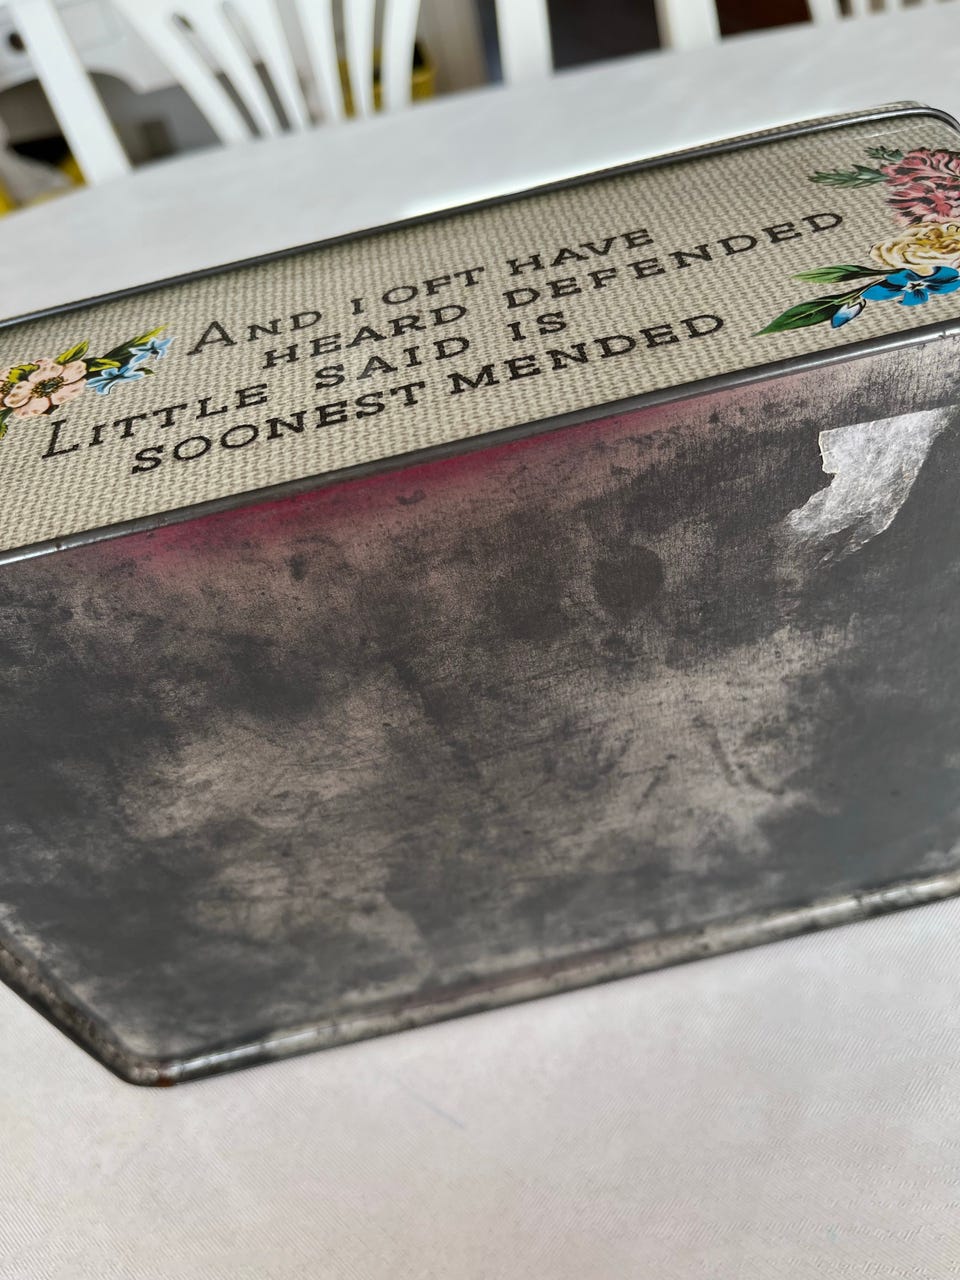 AND I OFT HAVE
HEARD DEFENDED
LITTLE SAID IS
SOONEST MENDED